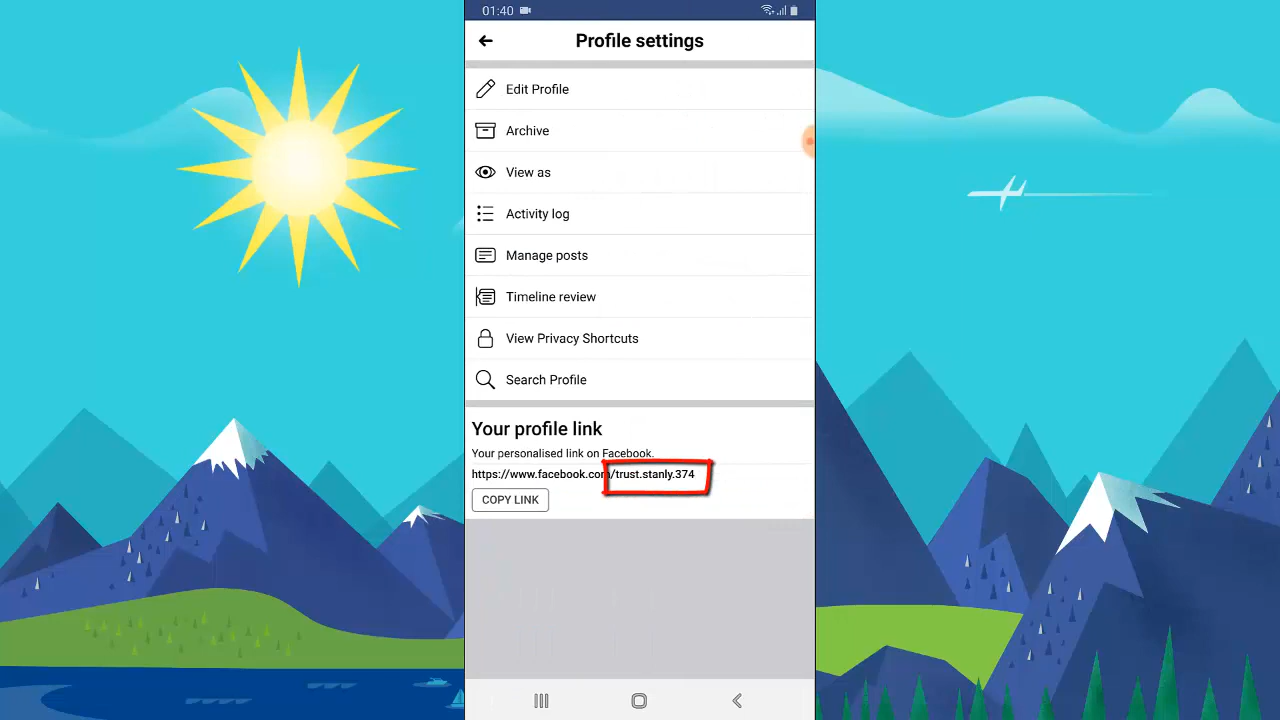 01:40
Profile settings
Edit Profile
Archive
View as
Activity log
Manage posts
Timeline review
View Privacy Shortcuts
Search Profile
Your profile link
Your personalised link on Facebook.
https://www.facebook.com/trust.stanly.374
COPY LINK